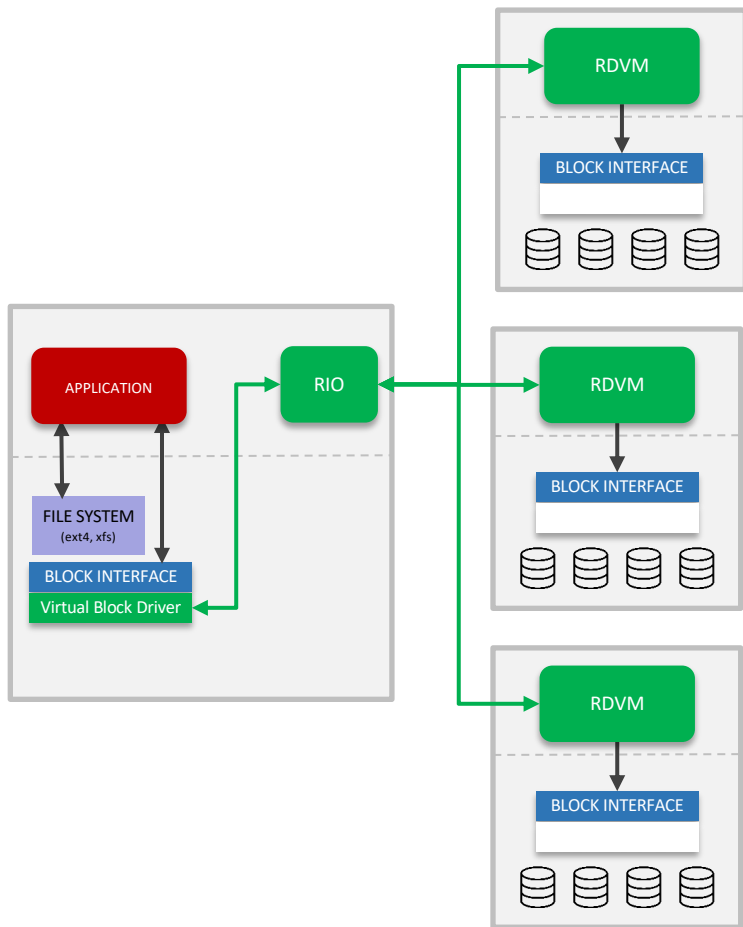 RDVM
BLOCK INTERFACE
APPLICATION
RIO
FILE SYSTEM
(ext4, xfs)
BLOCK INTERFACE
Virtual Block Driver
RDVM
BLOCK INTERFACE
RDVM
BLOCK INTERFACE